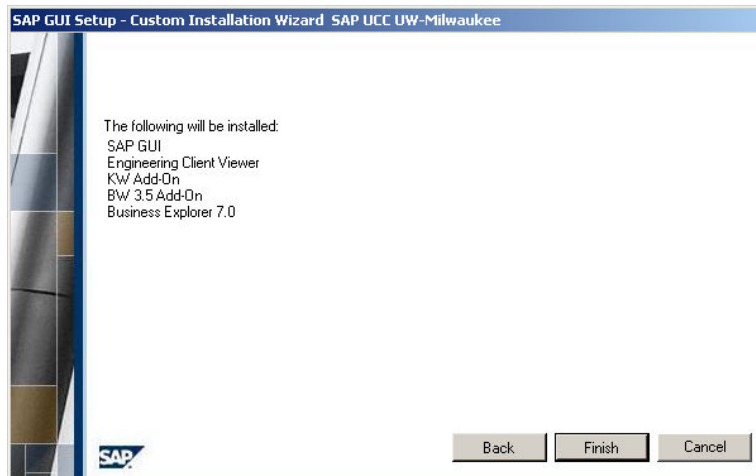 SAP GUI Setup - Custom Installation Wizard SAP UCC UW-Milwaukee
The following will be installed:
SAP GUI
Engineering Client Viewer
KW Add-On
BW 3.5 Add-On
Business Explorer 7.0
SAP
Back
Finish
Cancel